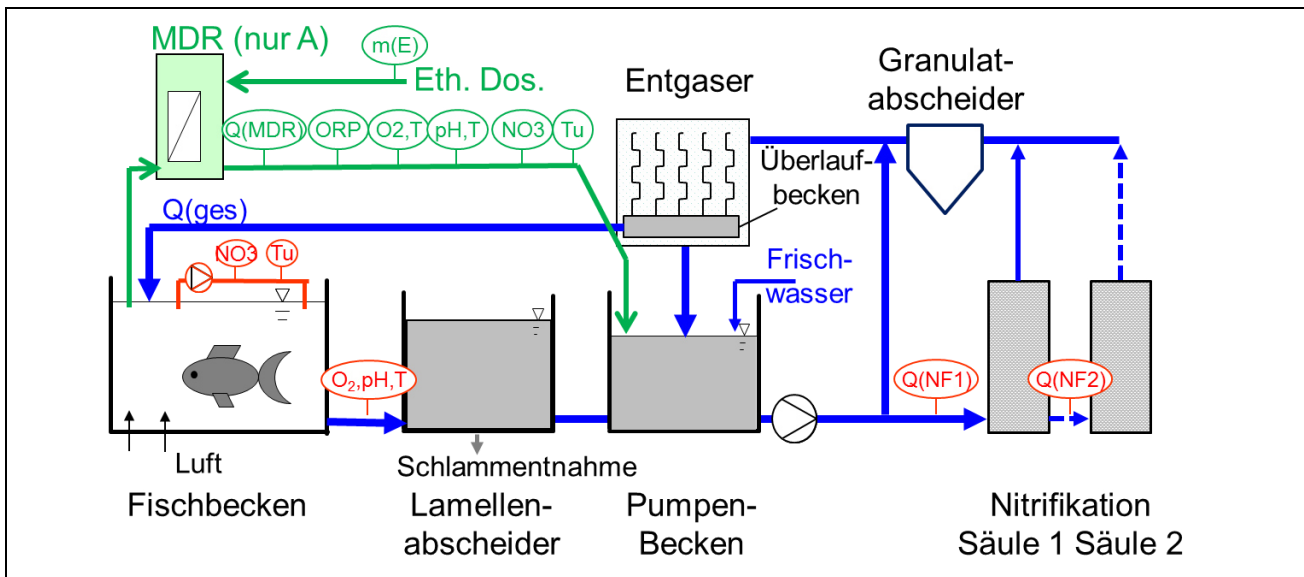 MDR (nur A)
m(E)
Eth. Dos.
Q(MDR)
ORP
O2,T
pH,T
NO3
Tu
Entgaser
Granulat-
abscheider
Überlauf-
becken
Q(ges)
NO3
Tu
Frisch-
wasser
O₂,pH,T
Q(NF1)
Q(NF2)
Luft
Schlammentnahme
Fischbecken
Lamellen-
abscheider
Pumpen-
Becken
Nitrifikation
Säule 1 Säule 2